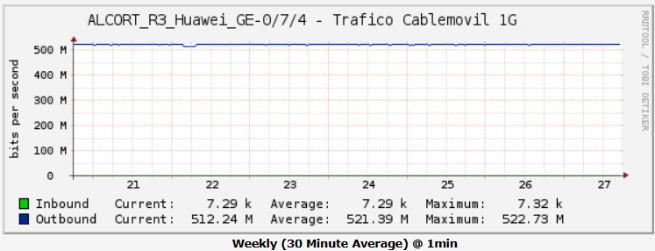 ALCORT_R3_Huawei_GE-0/7/4 - Trafico Cablemovil 1G
RRDTOOL / TOBI OETIKER
bits per second
500 M
400 M
300 M
200 M
100 M
0
21 22 23 24 25 26 27
Inbound Current: 7.29 k Average: 7.29 k Maximum: 7.32 k
Outbound Current: 512.24 M Average: 521.39 M Maximum: 522.73 M
Weekly (30 Minute Average) @ 1min